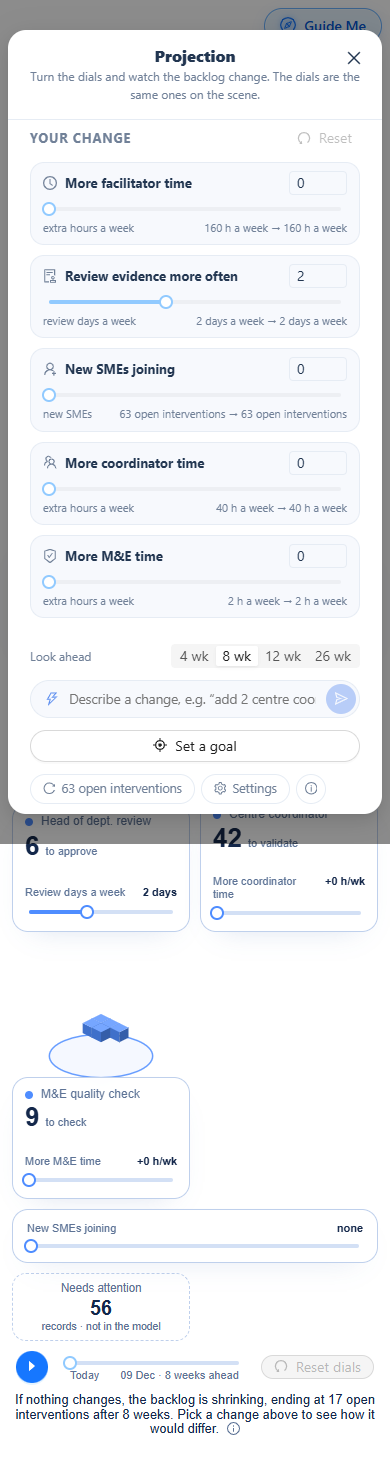 Guide Me
Projection
Turn the dials and watch the backlog change. The dials are the
same ones on the scene.
YOUR CHANGE
Reset
More facilitator time
0
extra hours a week
160 h a week → 160 h a week
Review evidence more often
2
review days a week
2 days a week → 2 days a week
New SMEs joining
0
new SMEs
63 open interventions → 63 open interventions
More coordinator time
0
extra hours a week
40 h a week → 40 h a week
More M&E time
0
extra hours a week
2 h a week → 2 h a week
Look ahead
4 wk 8 wk 12 wk 26 wk
Describe a change, e.g. “add 2 centre coo
Set a goal
63 open interventions
Settings
Head of dept. review
6 to approve
Review days a week 2 days
Centre coordinator
42 to validate
More coordinator
time
+0 h/wk
M&E quality check
9 to check
More M&E time +0 h/wk
New SMEs joining none
Needs attention
56
records · not in the model
Today
09 Dec · 8 weeks ahead
Reset dials
If nothing changes, the backlog is shrinking, ending at 17 open
interventions after 8 weeks. Pick a change above to see how it
would differ.